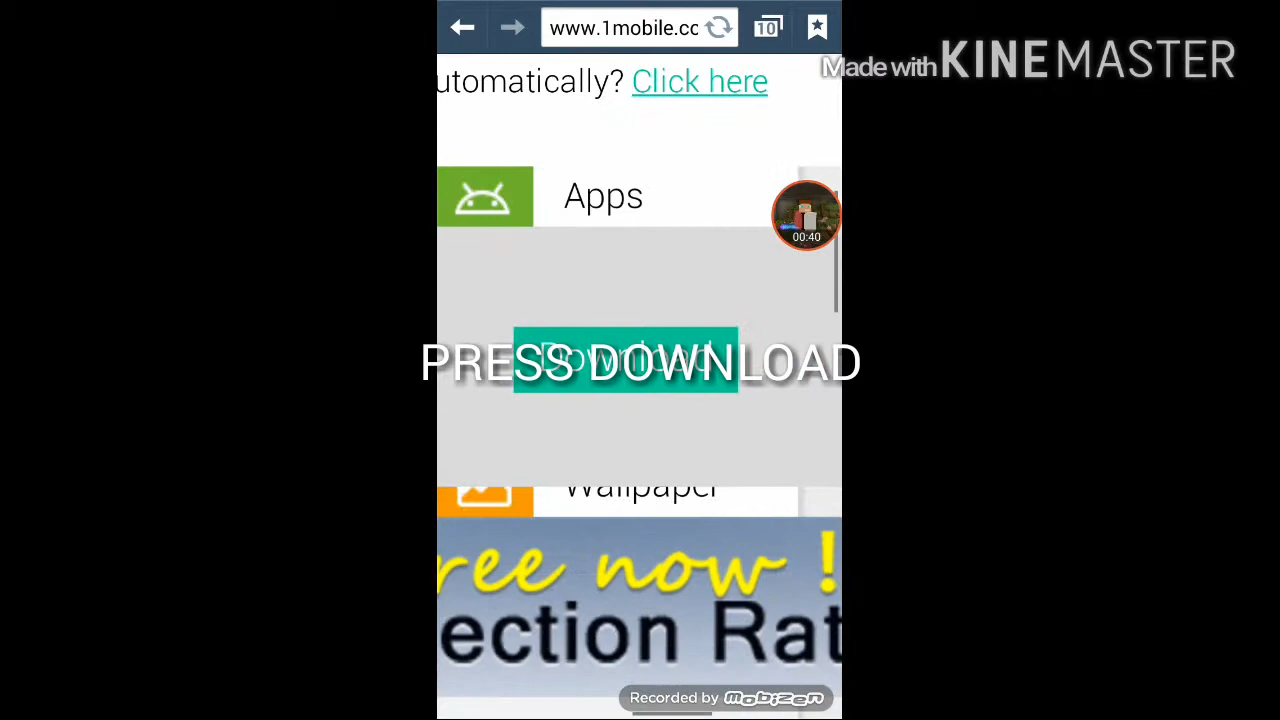 www.1mobile.cc
10
Made with KINEMASTER
utomatically? Click here
Apps
00:40
Download
PRESS DOWNLOAD
Wallpaper
ree now !
ection Rat
Recorded by mobizen